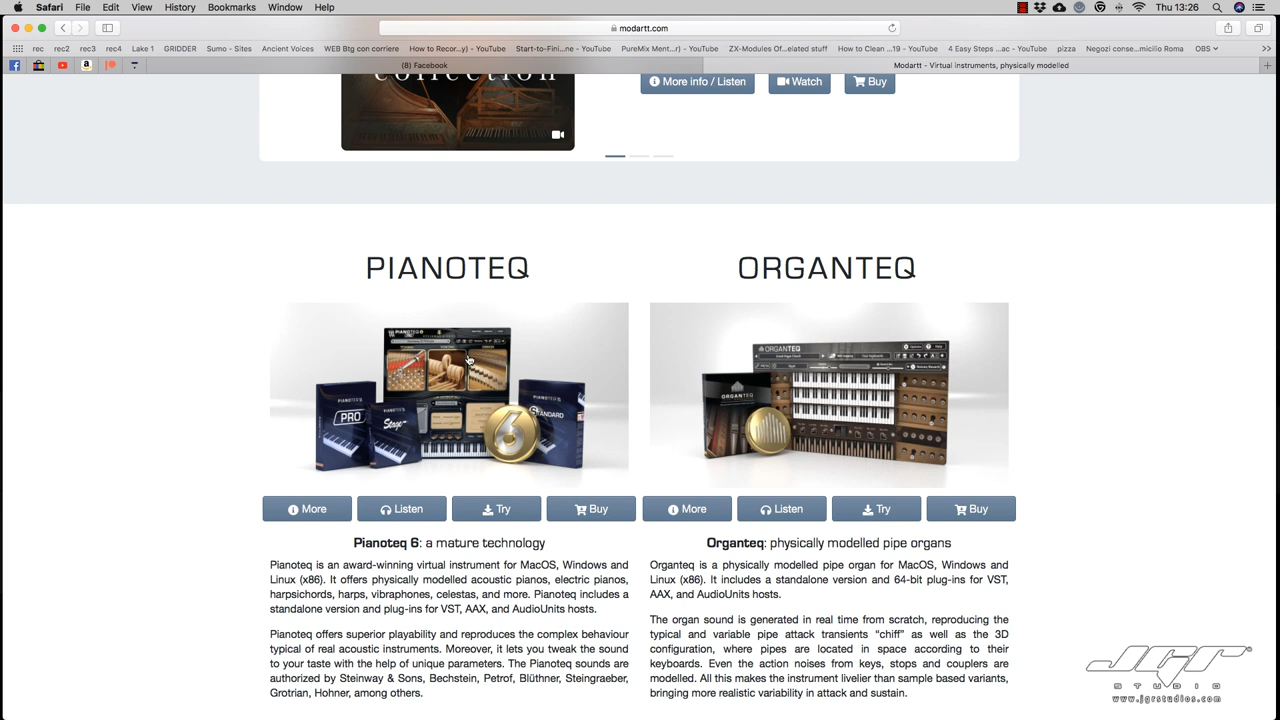 Safari File Edit View History Bookmarks Window Help
Thu 13:26
modartt.com
rec rec2 rec3 rec4 Lake 1 GRIDDER Sumo - Sites Ancient Voices WEB Btg con corriere How to Recor...y) - YouTube Start-to-Fini...ne - YouTube PureMix Ment...r) - YouTube ZX-Modules Of...elated stuff How to Clean ...19 - YouTube 4 Easy Steps ...ac - YouTube pizza Negozi conse...micilio Roma OBS
(8) Facebook
Modartt - Virtual instruments, physically modelled
collection
More info / Listen
Watch
Buy
PIANOTEQ
ORGANTEQ
PIANOTEQ 6
PIANOTEQ
PRO
PIANOTEQ
Stage
PIANOTEQ
STANDARD
6
ORGANTEQ
ORGANTEQ
More Listen Try Buy
More Listen Try Buy
Pianoteq 6: a mature technology
Pianoteq is an award-winning virtual instrument for MacOS, Windows and
Linux (x86). It offers physically modelled acoustic pianos, electric pianos,
harpsichords, harps, vibraphones, celestas, and more. Pianoteq includes a
standalone version and plug-ins for VST, AAX, and AudioUnits hosts.
Pianoteq offers superior playability and reproduces the complex behaviour
typical of real acoustic instruments. Moreover, it lets you tweak the sound
to your taste with the help of unique parameters. The Pianoteq sounds are
authorized by Steinway & Sons, Bechstein, Petrof, Blüthner, Steingraeber,
Grotrian, Hohner, among others.
Organteq: physically modelled pipe organs
Organteq is a physically modelled pipe organ for MacOS, Windows and
Linux (x86). It includes a standalone version and 64-bit plug-ins for VST,
AAX, and AudioUnits hosts.
The organ sound is generated in real time from scratch, reproducing the
typical and variable pipe attack transients “chiff” as well as the 3D
configuration, where pipes are located in space according to their
keyboards. Even the action noises from keys, stops and couplers are
modelled. All this makes the instrument livelier than sample based variants,
bringing more realistic variability in attack and sustain.
JGR
STUDIO
www.jgrstudios.com